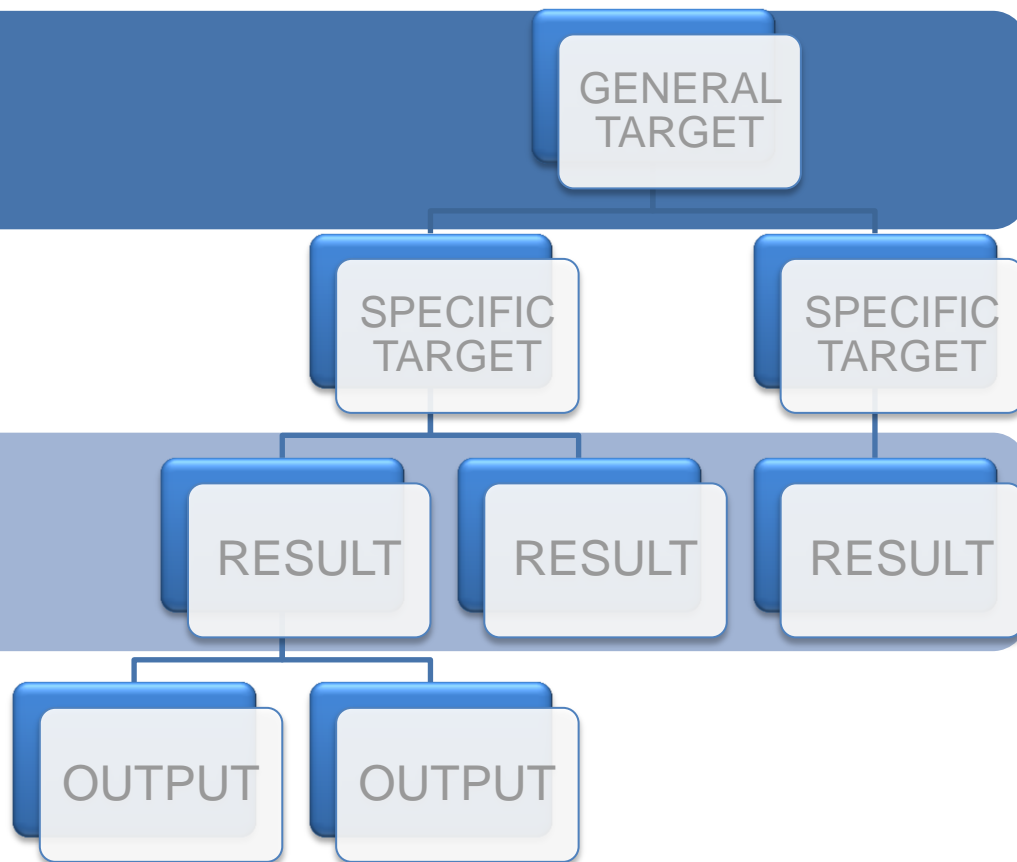 GENERAL
TARGET
SPECIFIC
TARGET
SPECIFIC
TARGET
RESULT
RESULT
RESULT
OUTPUT
OUTPUT